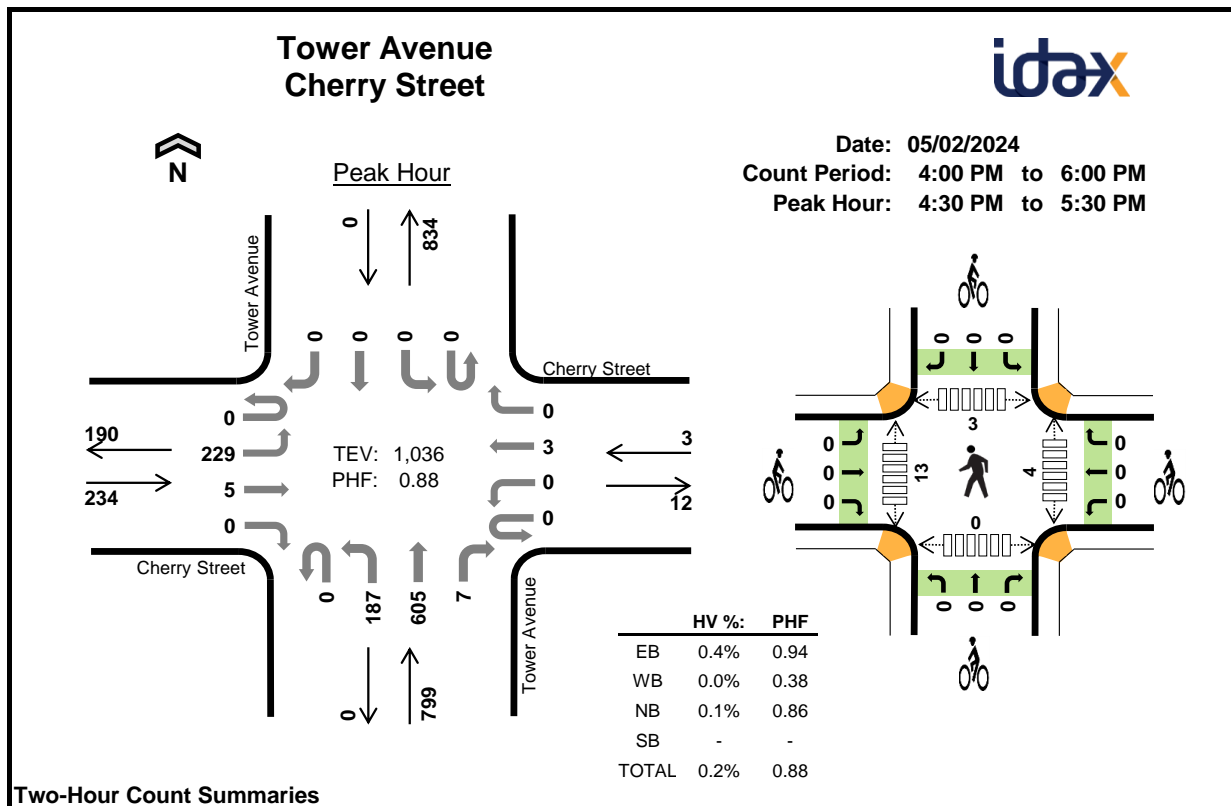 Tower Avenue
Cherry Street
idax
Date: 05/02/2024
Count Period: 4:00 PM to 6:00 PM
Peak Hour: 4:30 PM to 5:30 PM
N
Peak Hour
0
834
Tower Avenue
0
0
0
0
Cherry Street
0
229
5
0
190
234
TEV: 1,036
PHF: 0.88
0
3
0
0
3
12
Cherry Street
0
187
605
7
Tower Avenue
0
799
0
0
0
3
0
0
0
13
4
0
0
0
0
0
0
0
HV %: PHF
EB 0.4% 0.94
WB 0.0% 0.38
NB 0.1% 0.86
SB - -
TOTAL 0.2% 0.88
Two-Hour Count Summaries